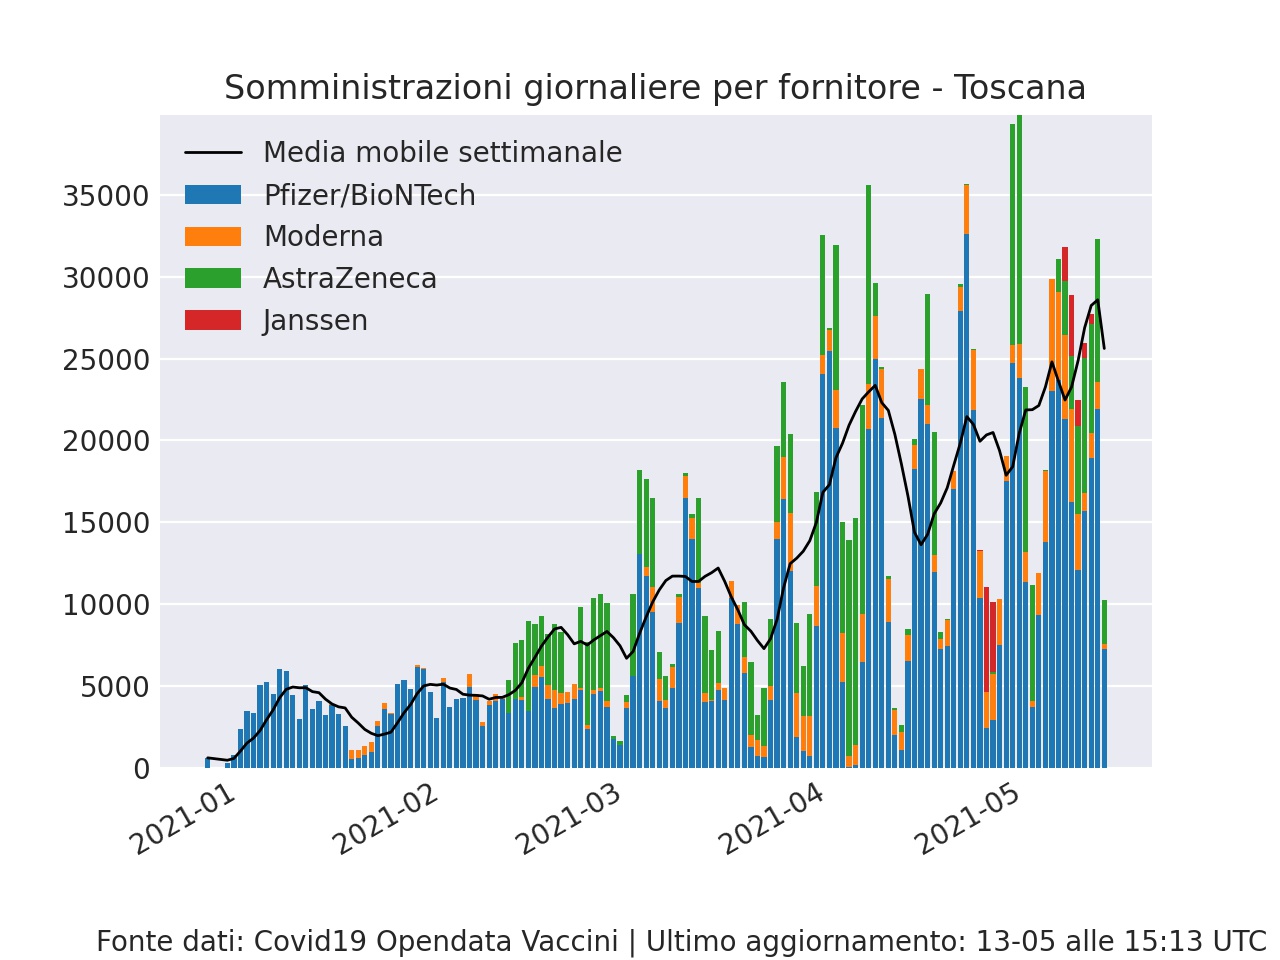 Somministrazioni giornaliere per fornitore - Toscana
Media mobile settimanale
Pfizer/BioNTech
Moderna
AstraZeneca
Janssen
35000
30000
25000
20000
15000
10000
5000
0
2021-01
2021-02
2021-03
2021-04
2021-05
Fonte dati: Covid19 Opendata Vaccini | Ultimo aggiornamento: 13-05 alle 15:13 UTC